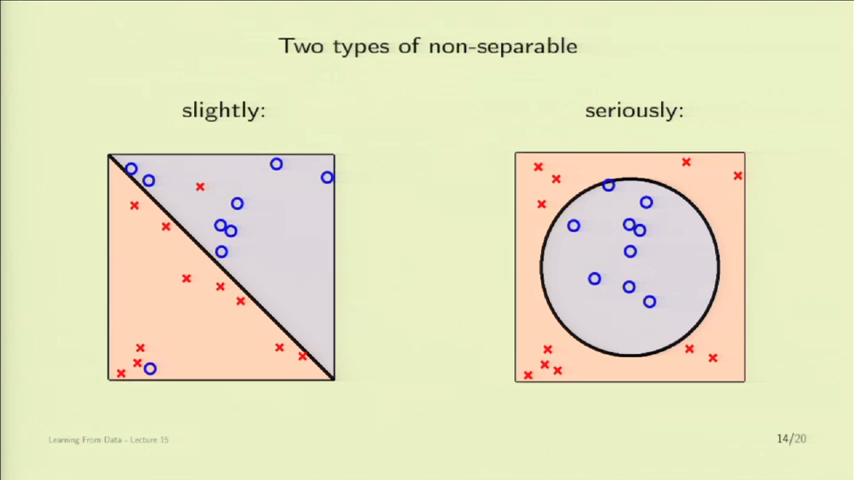 Two types of non-separable
slightly:
seriously:
Learning From Data - Lecture 15
14/20